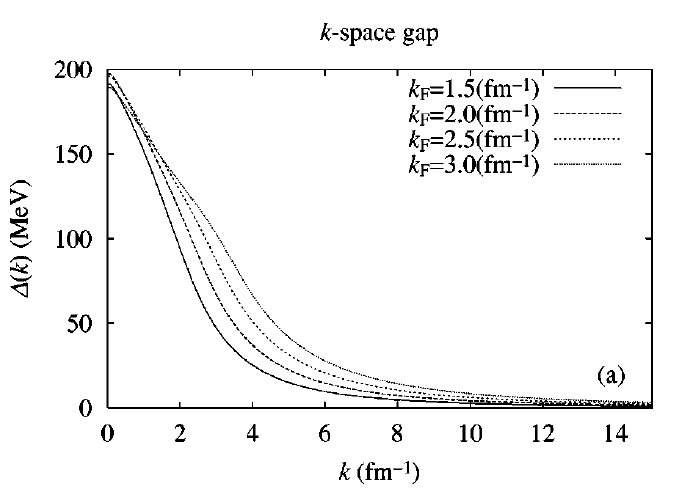 k-space gap
200
150
100
50
0
Δ(k) (MeV)
kF=1.5(fm−1)
kF=2.0(fm−1)
kF=2.5(fm−1)
kF=3.0(fm−1)
(a)
0 2 4 6 8 10 12 14
k (fm−1)